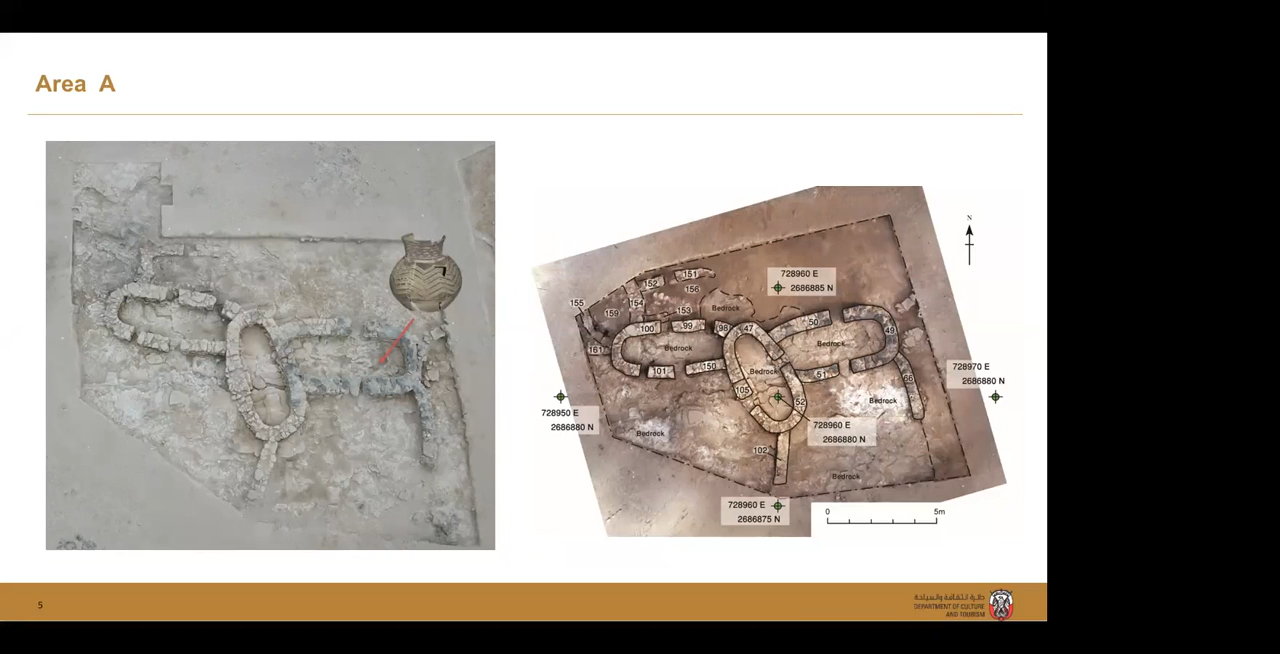 Area A
N
728960 E
2686885 N
151
152
156
155
154
153
159
Bedrock
100
99
98
47
50
49
161
Bedrock
Bedrock
101
150
Bedrock
51
66
105
52
Bedrock
728970 E
2686880 N
728950 E
2686880 N
728960 E
2686880 N
Bedrock
102
Bedrock
728960 E
2686875 N
0 5m
5
دائرة الثقافة والسياحة
DEPARTMENT OF CULTURE
AND TOURISM